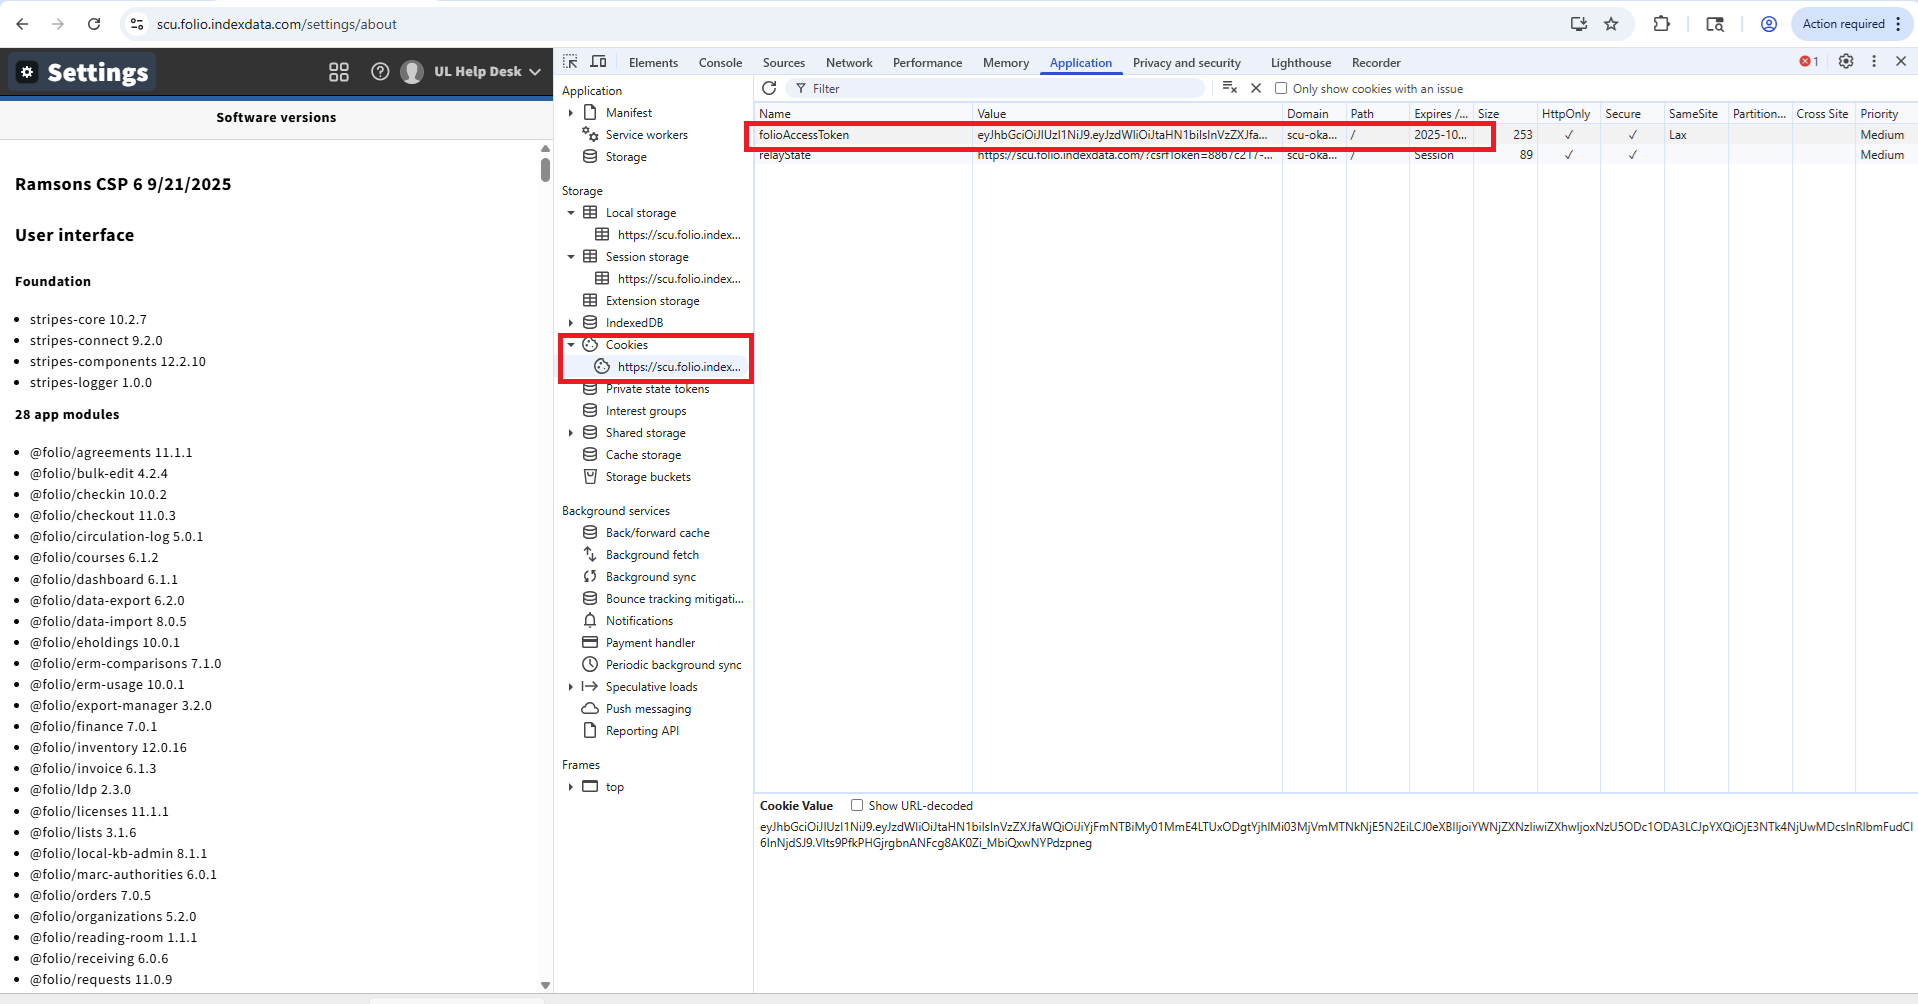 scu.folio.indexdata.com/settings/about
Action required
Settings
UL Help Desk
Software versions
Ramsons CSP 6 9/21/2025
User interface
Foundation
stripes-core 10.2.7
stripes-connect 9.2.0
stripes-components 12.2.10
stripes-logger 1.0.0
28 app modules
@folio/agreements 11.1.1
@folio/bulk-edit 4.2.4
@folio/checkin 10.0.2
@folio/checkout 11.0.3
@folio/circulation-log 5.0.1
@folio/courses 6.1.2
@folio/dashboard 6.1.1
@folio/data-export 6.2.0
@folio/data-import 8.0.5
@folio/eholdings 10.0.1
@folio/erm-comparisons 7.1.0
@folio/erm-usage 10.0.1
@folio/export-manager 3.2.0
@folio/finance 7.0.1
@folio/inventory 12.0.16
@folio/invoice 6.1.3
@folio/ldp 2.3.0
@folio/licenses 11.1.1
@folio/lists 3.1.6
@folio/local-kb-admin 8.1.1
@folio/marc-authorities 6.0.1
@folio/orders 7.0.5
@folio/organizations 5.2.0
@folio/reading-room 1.1.1
@folio/receiving 6.0.6
@folio/requests 11.0.9
Elements Console Sources Network Performance Memory Application Privacy and security Lighthouse Recorder 1
Application
Manifest
Service workers
Storage
Storage
Local storage
https://scu.folio.index...
Session storage
https://scu.folio.index...
Extension storage
IndexedDB
Cookies
https://scu.folio.index...
Private state tokens
Interest groups
Shared storage
Cache storage
Storage buckets
Background services
Back/forward cache
Background fetch
Background sync
Bounce tracking mitigati...
Notifications
Payment handler
Periodic background sync
Speculative loads
Push messaging
Reporting API
Frames
top
Filter Only show cookies with an issue
Name Value Domain Path Expires /... Size HttpOnly Secure SameSite Partition... Cross Site Priority
folioAccessToken eyJhbGciOiJIUzI1NiJ9.eyJzdWIiOiJtaHN1biIsInVzZXJfa... scu-oka... / 2025-10... 253 ✓ ✓ Lax Medium
relayState https://scu.folio.indexdata.com/?csrfToken=8867c217-... scu-oka... / Session 89 ✓ ✓ Medium
Cookie Value Show URL-decoded